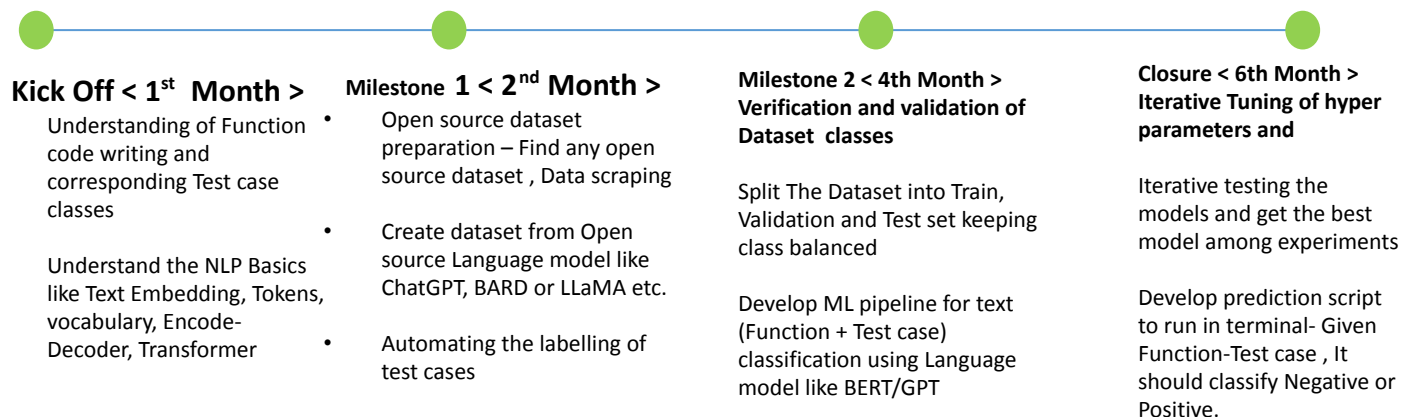 Kick Off < 1st Month >
Understanding of Function
code writing and
corresponding Test case
classes
Understand the NLP Basics
like Text Embedding, Tokens,
vocabulary, Encode-
Decoder, Transformer
Milestone 1 < 2nd Month >
• Open source dataset
preparation – Find any open
source dataset , Data scraping
• Create dataset from Open
source Language model like
ChatGPT, BARD or LLaMA etc.
• Automating the labelling of
test cases
Milestone 2 < 4th Month >
Verification and validation of
Dataset classes
Split The Dataset into Train,
Validation and Test set keeping
class balanced
Develop ML pipeline for text
(Function + Test case)
classification using Language
model like BERT/GPT
Closure < 6th Month >
Iterative Tuning of hyper
parameters and
Iterative testing the
models and get the best
model among experiments
Develop prediction script
to run in terminal- Given
Function-Test case , It
should classify Negative or
Positive.